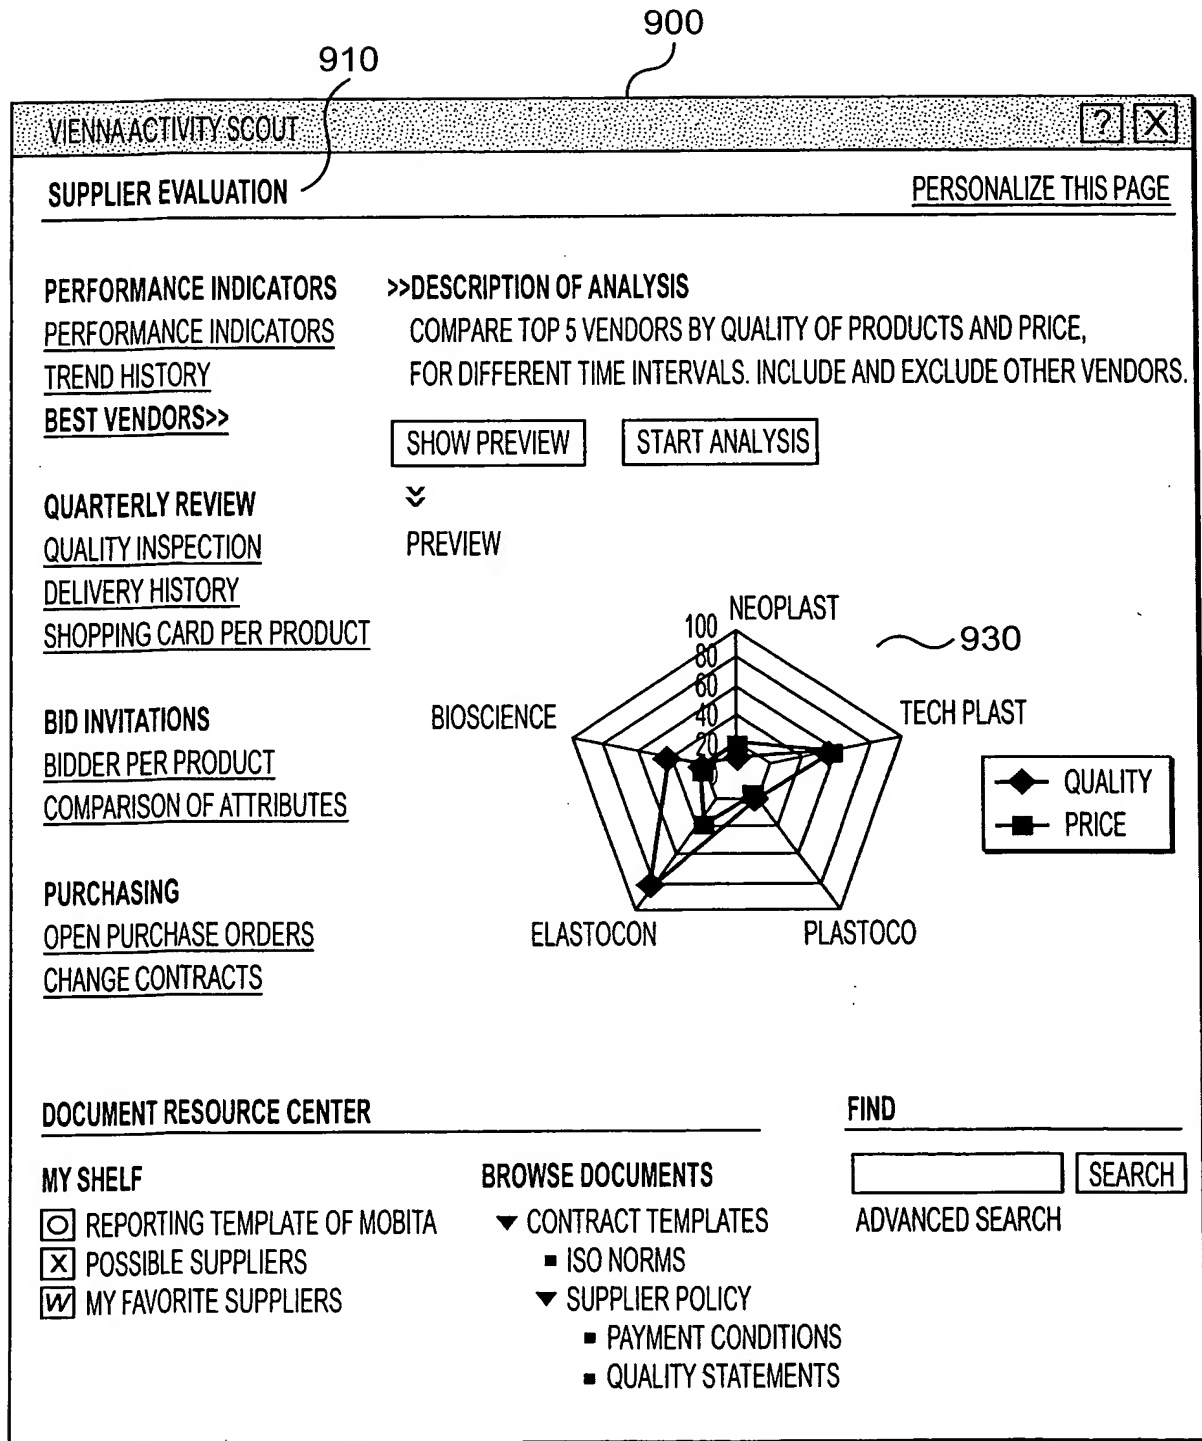 900
910
VIENNA ACTIVITY SCOUT
? X
SUPPLIER EVALUATION
PERSONALIZE THIS PAGE
PERFORMANCE INDICATORS
PERFORMANCE INDICATORS
TREND HISTORY
BEST VENDORS>>
>>DESCRIPTION OF ANALYSIS
COMPARE TOP 5 VENDORS BY QUALITY OF PRODUCTS AND PRICE,
FOR DIFFERENT TIME INTERVALS. INCLUDE AND EXCLUDE OTHER VENDORS.
SHOW PREVIEW
START ANALYSIS
QUARTERLY REVIEW
QUALITY INSPECTION
DELIVERY HISTORY
SHOPPING CARD PER PRODUCT
PREVIEW
BID INVITATIONS
BIDDER PER PRODUCT
COMPARISON OF ATTRIBUTES
PURCHASING
OPEN PURCHASE ORDERS
CHANGE CONTRACTS
NEOPLAST
930
100
80
60
40
20
BIOSCIENCE
TECH PLAST
QUALITY
PRICE
ELASTOCON
PLASTOCO
DOCUMENT RESOURCE CENTER
MY SHELF
O REPORTING TEMPLATE OF MOBITA
X POSSIBLE SUPPLIERS
W MY FAVORITE SUPPLIERS
BROWSE DOCUMENTS
▼ CONTRACT TEMPLATES
■ ISO NORMS
▼ SUPPLIER POLICY
■ PAYMENT CONDITIONS
■ QUALITY STATEMENTS
FIND
SEARCH
ADVANCED SEARCH